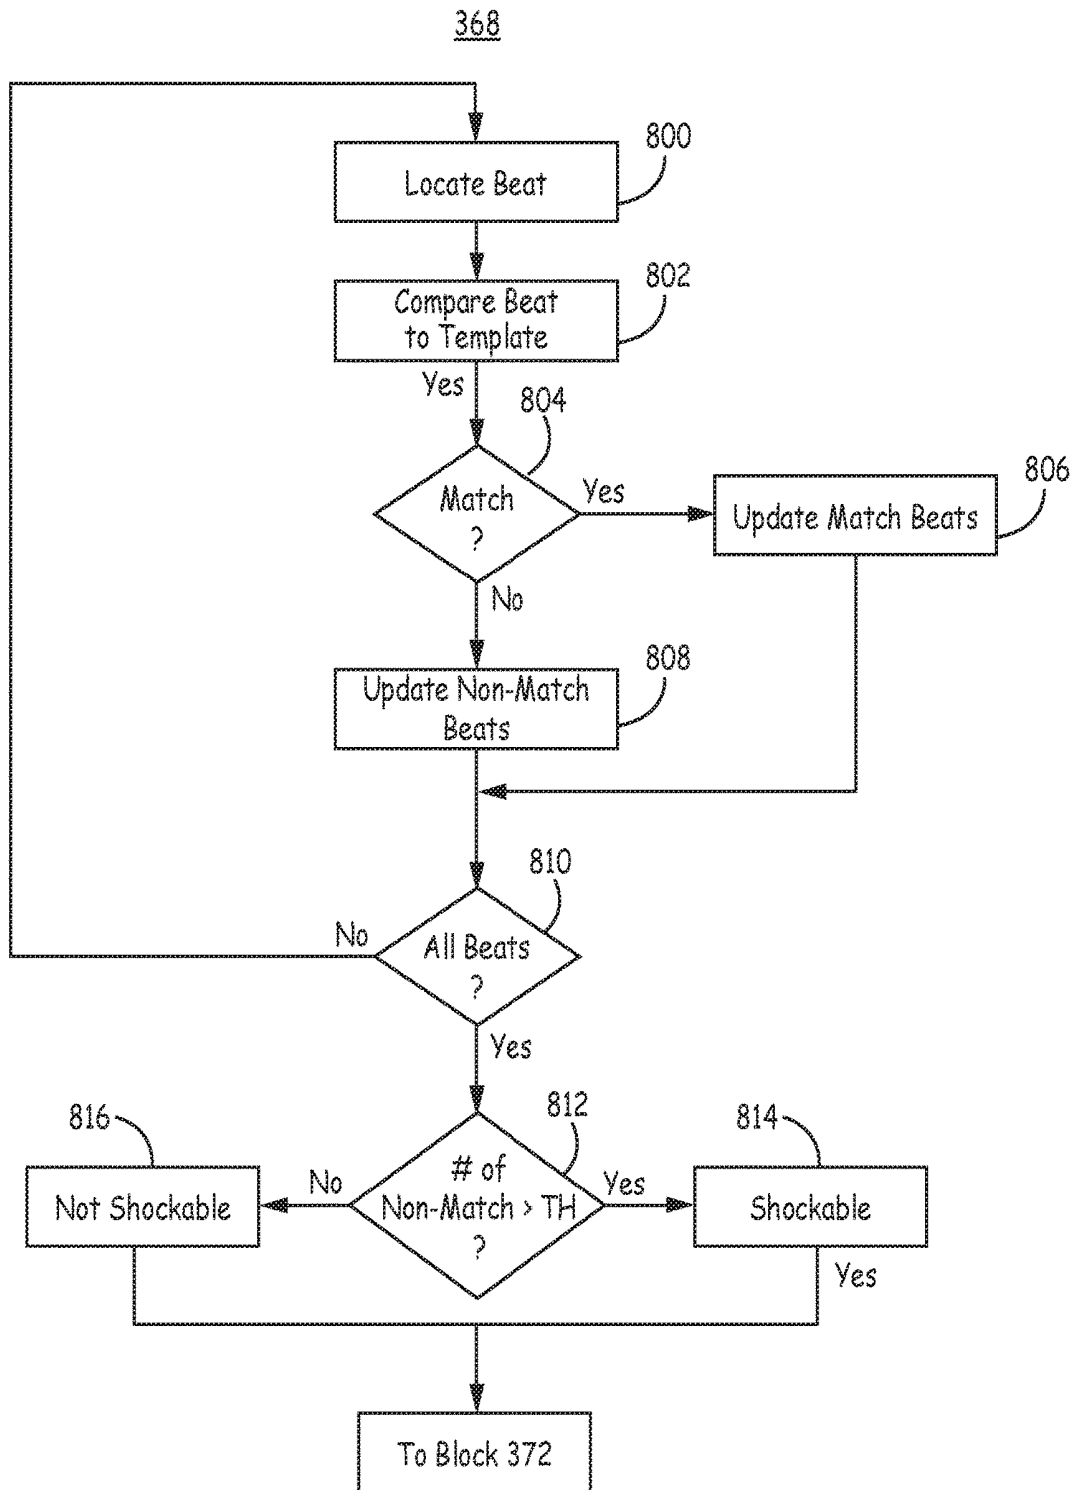 368
800
Locate Beat
802
Compare Beat
to Template
Yes
804
Match
?
Yes
806
Update Match Beats
No
808
Update Non-Match
Beats
810
No
All Beats
?
Yes
816
812
814
Not Shockable
No
# of
Non-Match > TH
?
Yes
Shockable
Yes
To Block 372